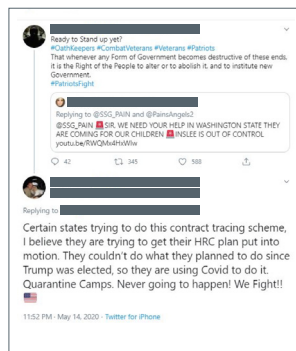 Ready to Stand up yet?
#OathKeepers #CombatVeterans #Veterans #Patriots
That whenever any Form of Government becomes destructive of these ends,
it is the Right of the People to alter or to abolish it, and to institute new
Government.
#PatriotsFight
Replying to @SSG_PAIN and @PainsAngels2
@SSG_PAIN 🚨SIR, WE NEED YOUR HELP IN WASHINGTON STATE THEY
ARE COMING FOR OUR CHILDREN 🚨INSLEE IS OUT OF CONTROL
youtu.be/RWQMx4HxWIw
42 345 588
Replying to
Certain states trying to do this contract tracing scheme,
I believe they are trying to get their HRC plan put into
motion. They couldn't do what they planned to do since
Trump was elected, so they are using Covid to do it.
Quarantine Camps. Never going to happen! We Fight!!
🇺🇸
11:52 PM · May 14, 2020 · Twitter for iPhone